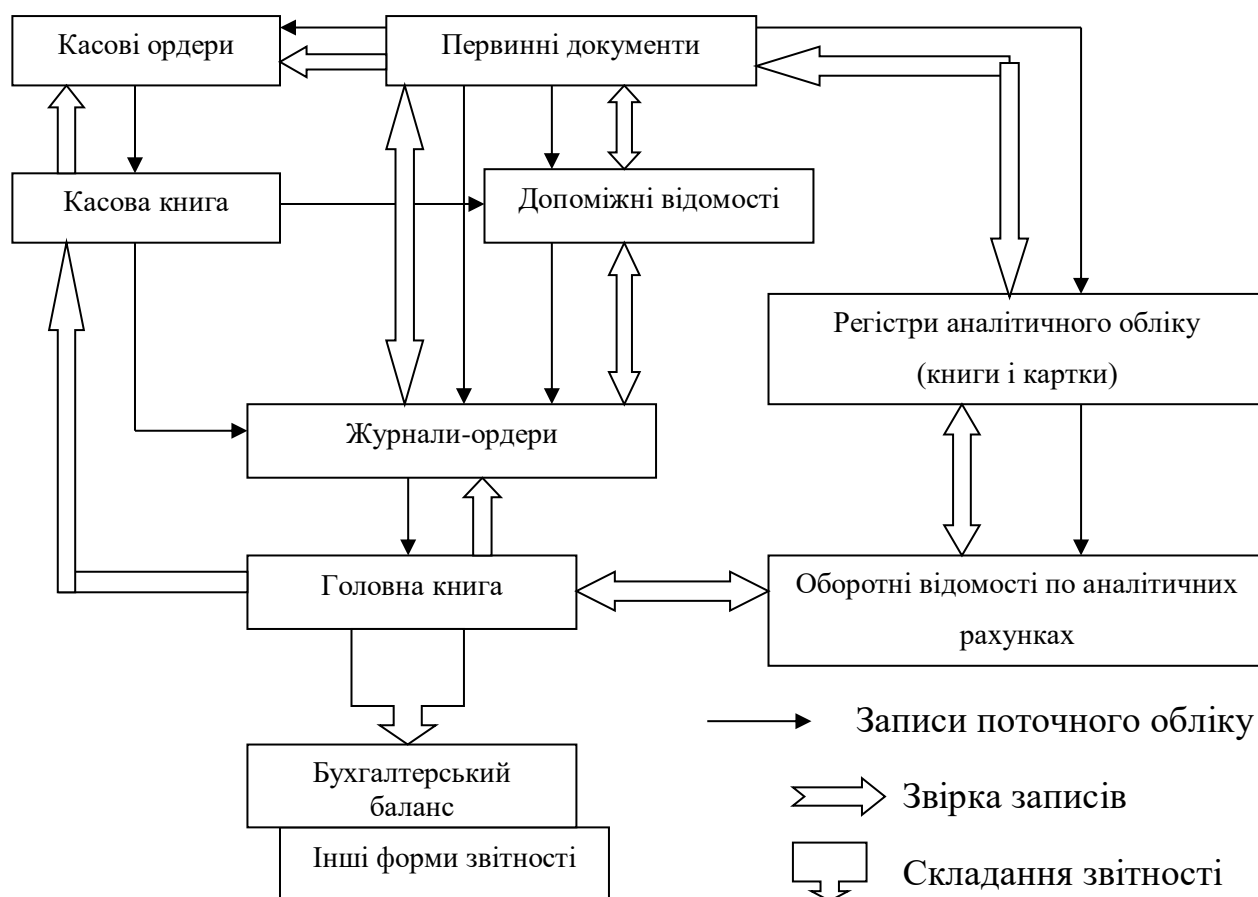 Касові ордери
Первинні документи
Касова книга
Допоміжні відомості
Регістри аналітичного обліку
(книги і картки)
Журнали-ордери
Головна книга
Оборотні відомості по аналітичних
рахунках
Записи поточного обліку
Бухгалтерський
баланс
Звірка записів
Інші форми звітності
Складання звітності